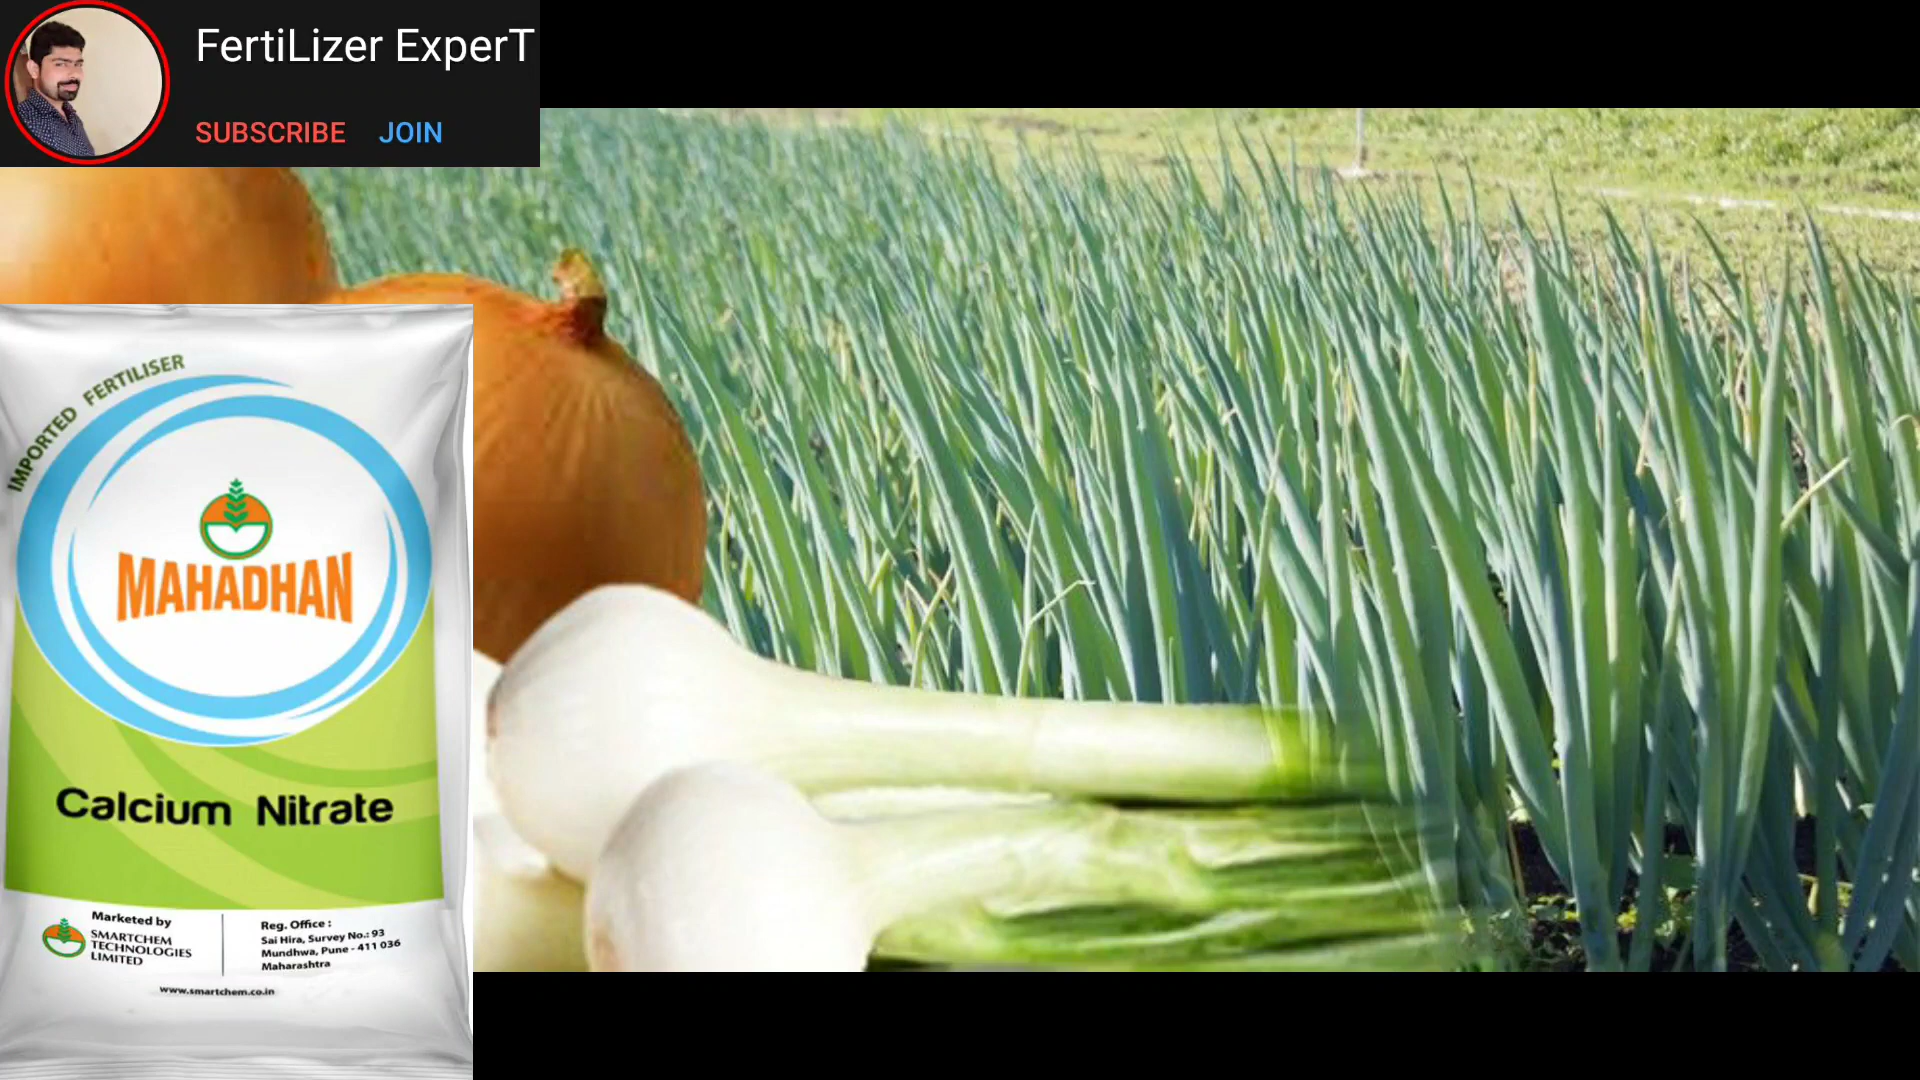 FertiLizer ExperT
SUBSCRIBE JOIN
IMPORTED FERTILISER
MAHADHAN
Calcium Nitrate
Marketed by
SMARTCHEM
TECHNOLOGIES
LIMITED
Reg. Office :
Sai Hira, Survey No.: 93
Mundhwa, Pune - 411 036
Maharashtra
www.smartchem.co.in